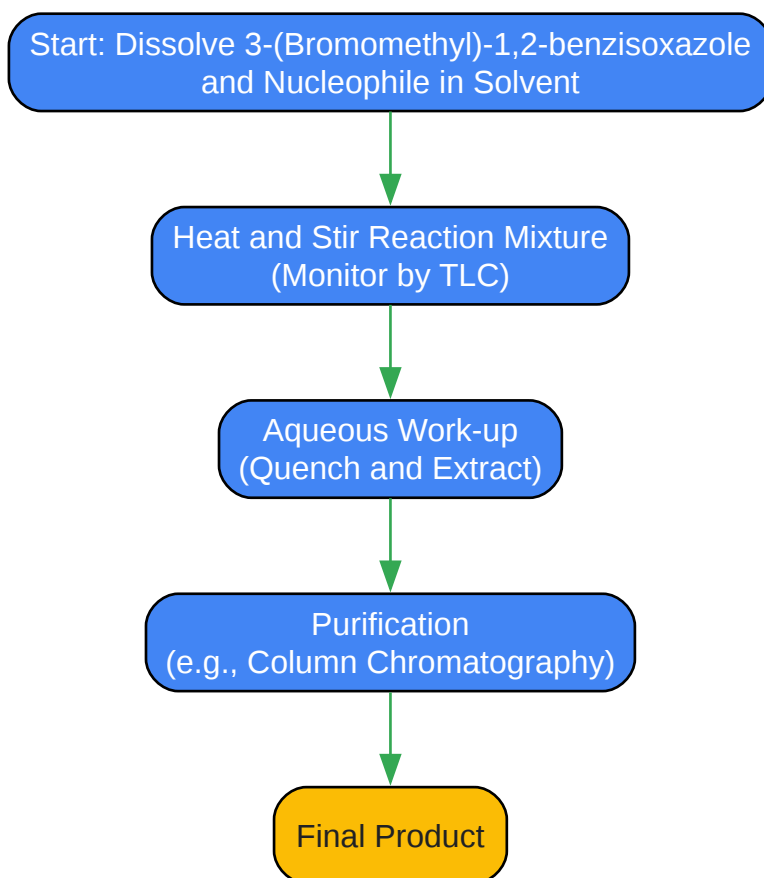 Start: Dissolve 3-(Bromomethyl)-1,2-benzisoxazole
and Nucleophile in Solvent
Heat and Stir Reaction Mixture
(Monitor by TLC)
Aqueous Work-up
(Quench and Extract)
Purification
(e.g., Column Chromatography)
Final Product